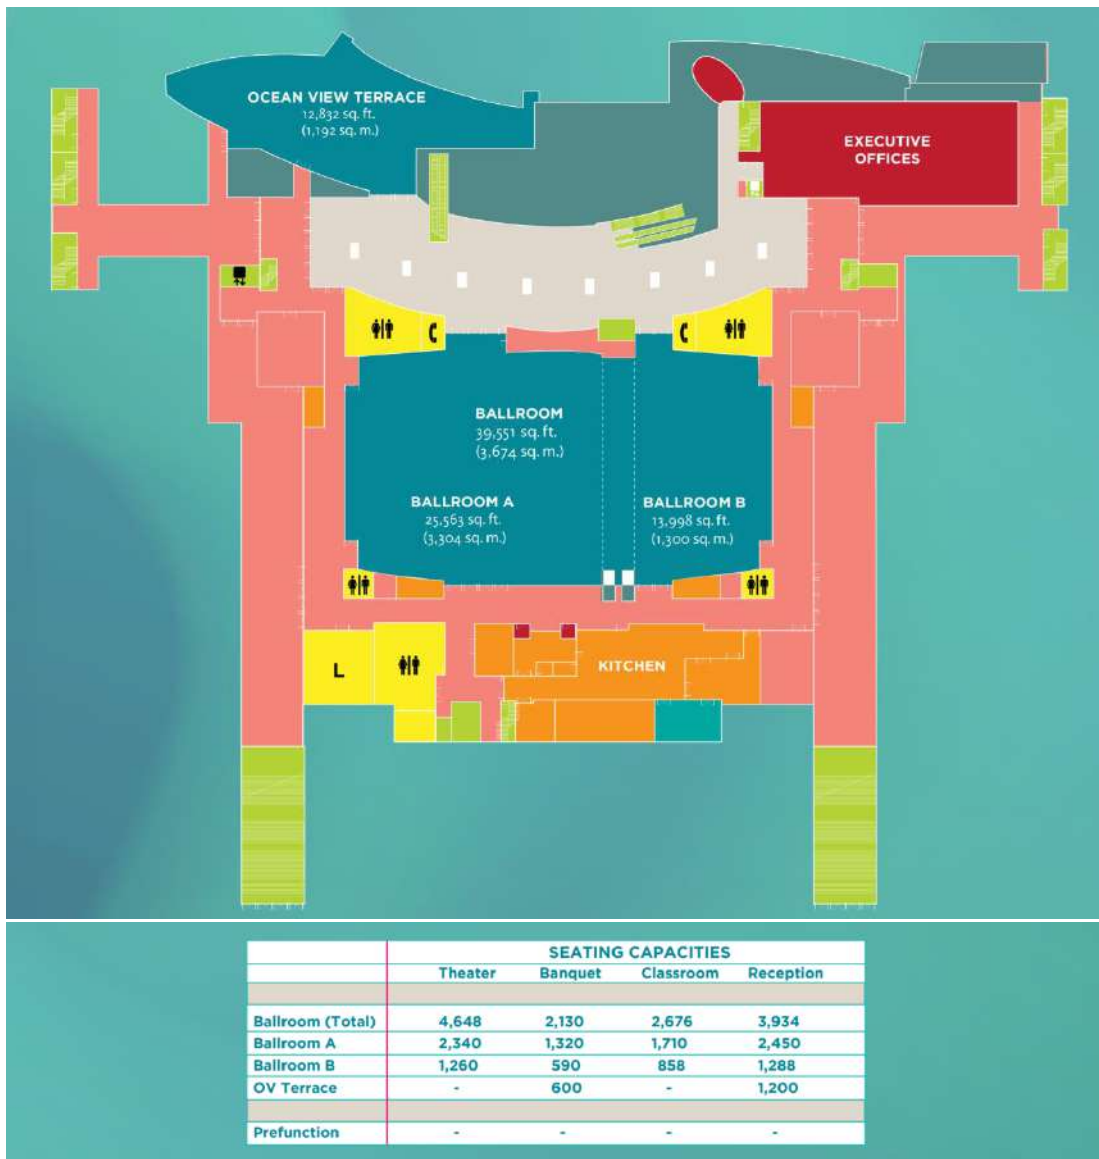 OCEAN VIEW TERRACE
12,832 sq. ft.
(1,192 sq. m.)
EXECUTIVE
OFFICES
BALLROOM
39,551 sq. ft.
(3,674 sq. m.)
BALLROOM A
25,563 sq. ft.
(3,304 sq. m.)
BALLROOM B
13,998 sq. ft.
(1,300 sq. m.)
L
KITCHEN
SEATING CAPACITIES
Theater Banquet Classroom Reception
Ballroom (Total) 4,648 2,130 2,676 3,934
Ballroom A 2,340 1,320 1,710 2,450
Ballroom B 1,260 590 858 1,288
OV Terrace - 600 - 1,200
Prefunction - - - -